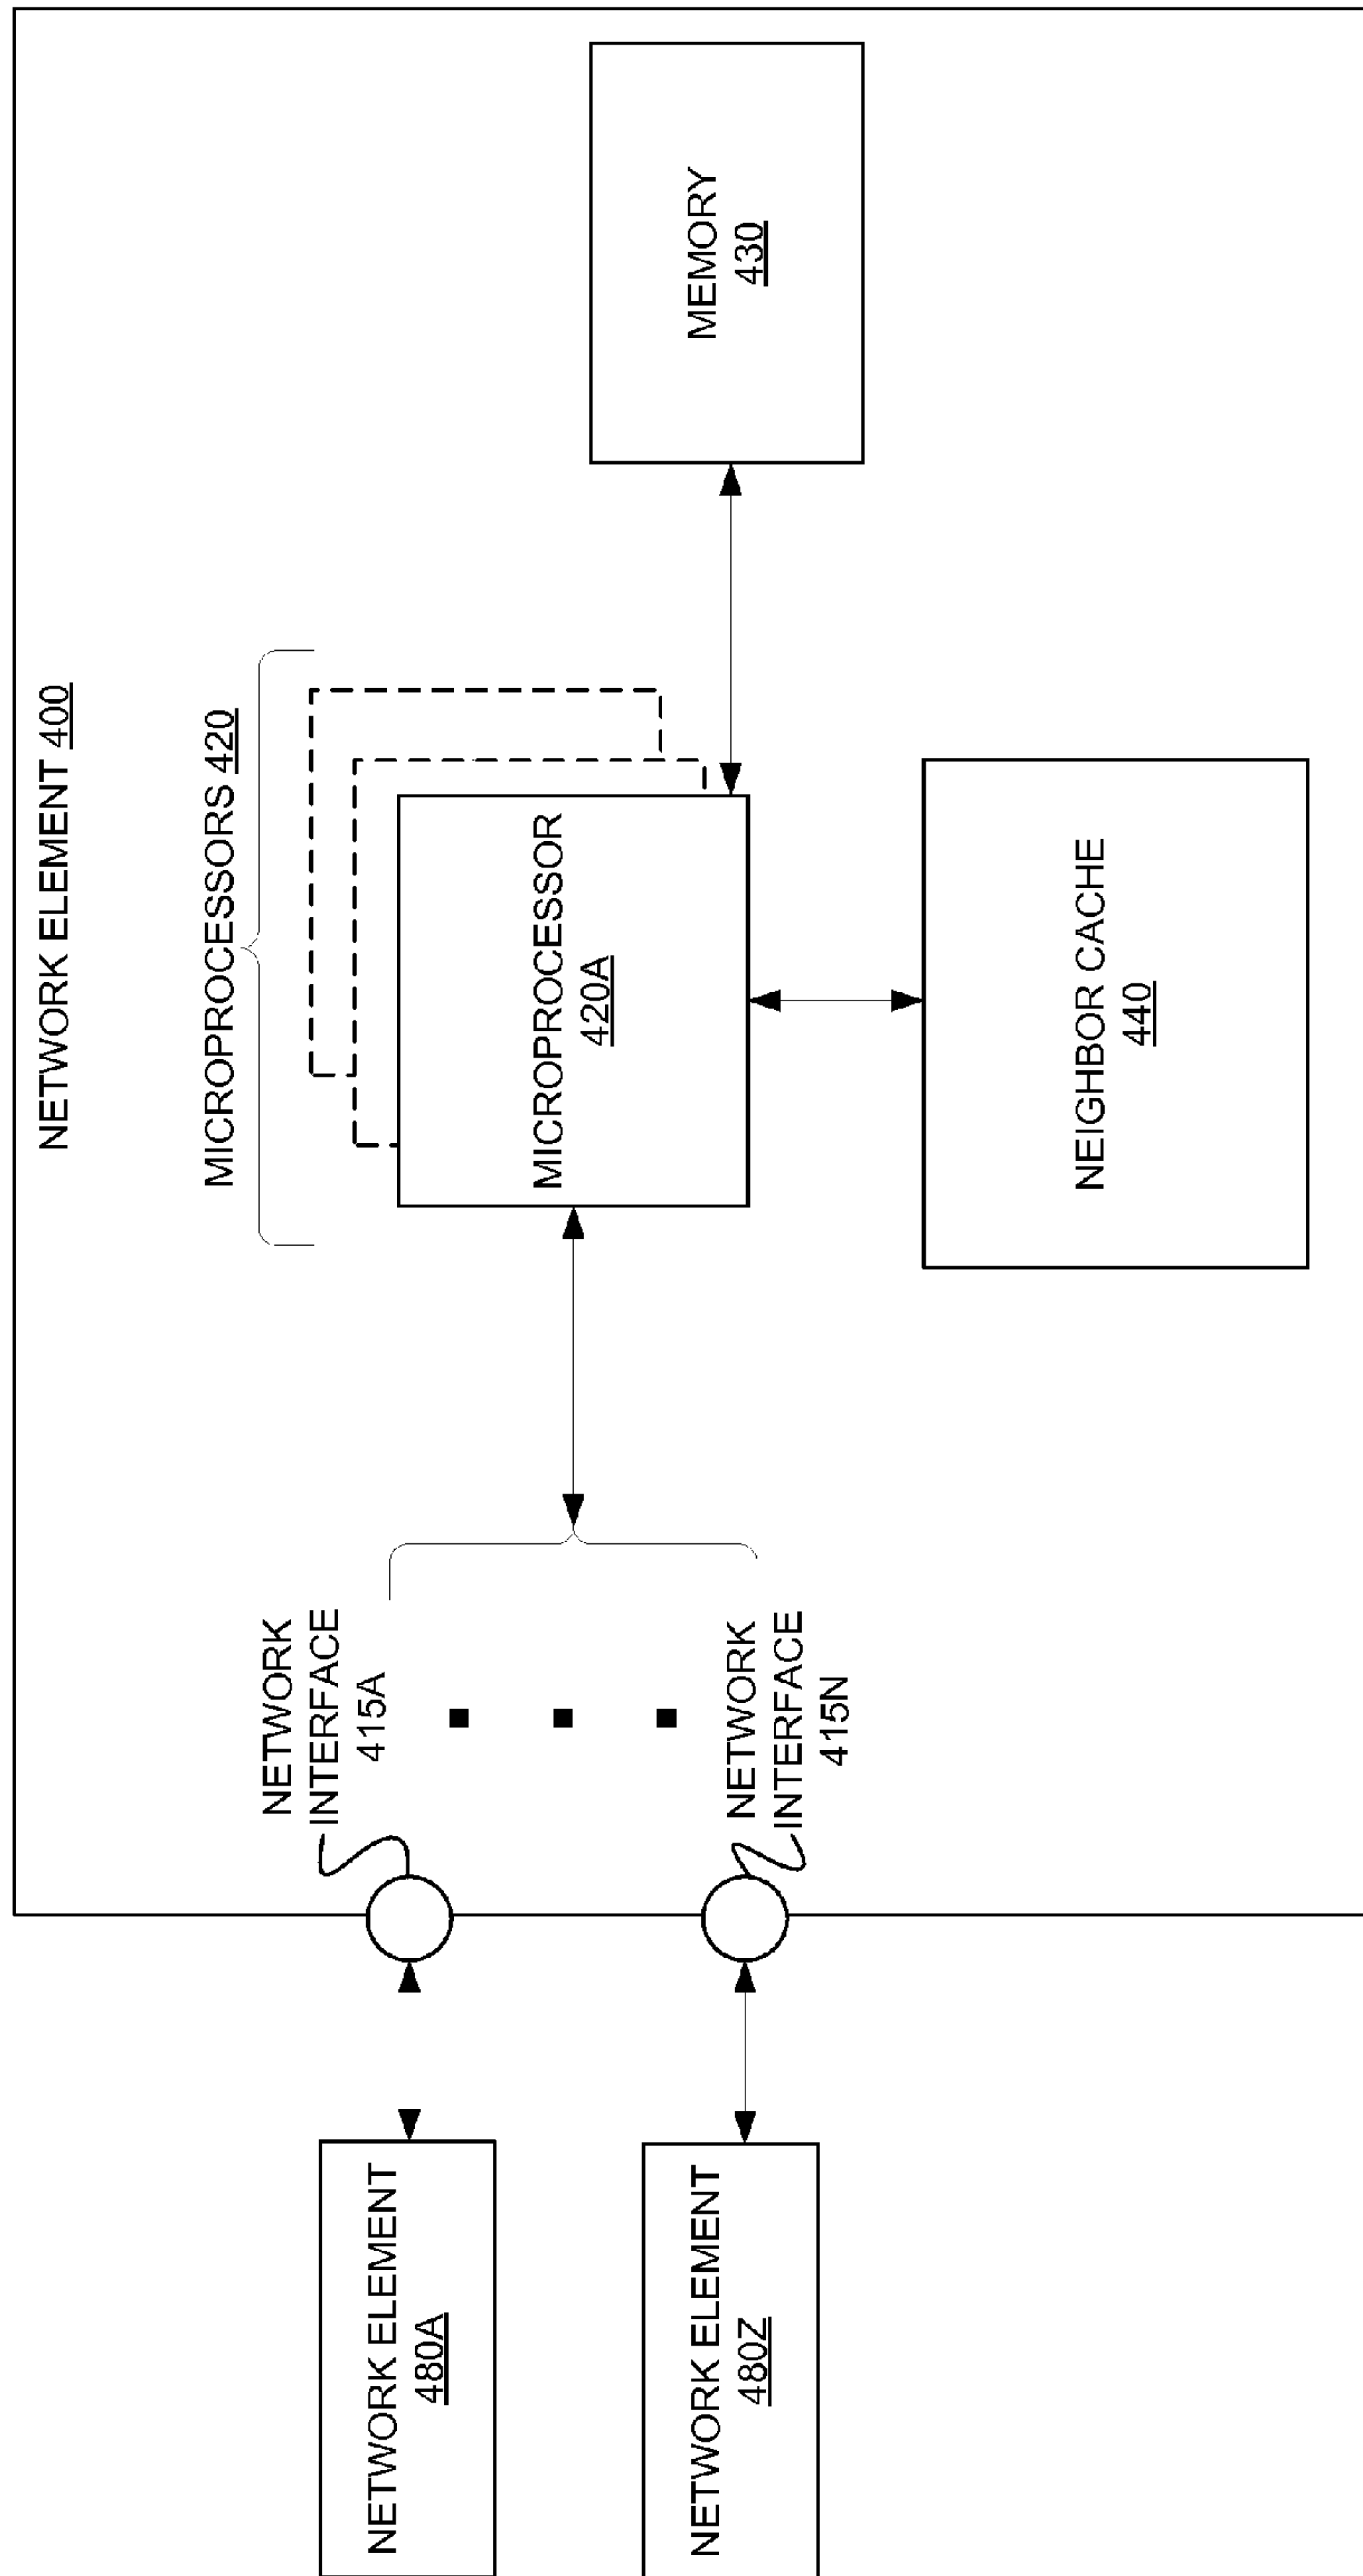 NETWORK ELEMENT 400
MICROPROCESSORS 420
NETWORK
INTERFACE
415A
NETWORK ELEMENT
480A
MICROPROCESSOR
420A
MEMORY
430
NETWORK
INTERFACE
415N
NETWORK ELEMENT
480Z
NEIGHBOR CACHE
440